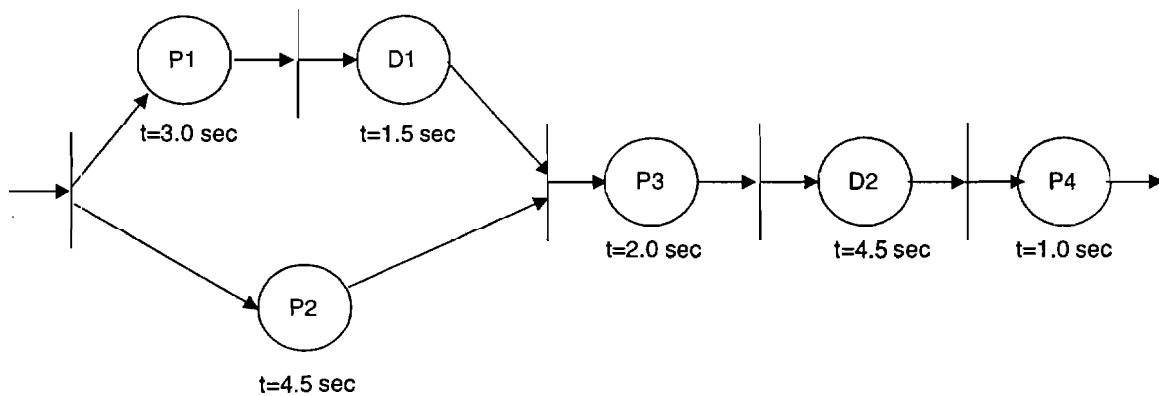 P1
D1
t=3.0 sec
t=1.5 sec
P3
D2
P4
t=2.0 sec
t=4.5 sec
t=1.0 sec
P2
t=4.5 sec